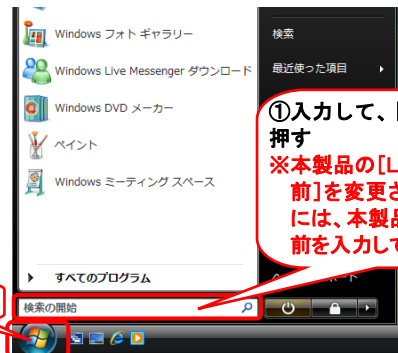 Windows フォト ギャラリー
Windows Live Messenger ダウンロード
Windows DVD メーカー
ペイント
Windows ミーティング スペース
すべてのプログラム
検索の開始
検索
最近使った項目
①入力して、
押す
※本製品の[L
前]を変更さ
には、本製品
前を入力して